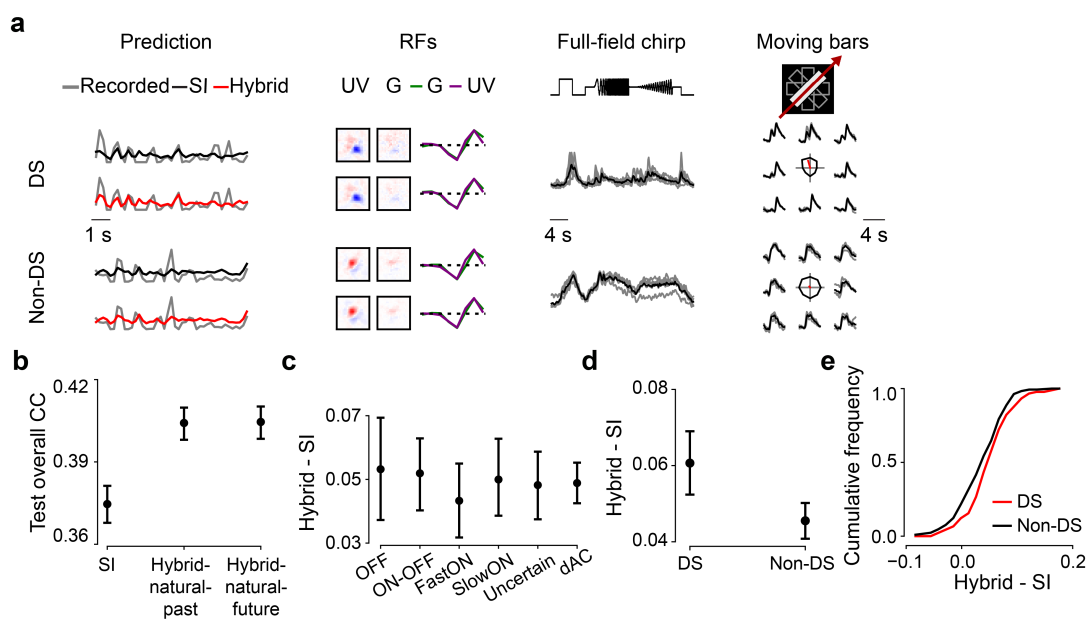 a
Prediction
RFs
Full-field chirp
Moving bars
Recorded SI Hybrid
UV G G UV
DS
1 s
4 s
4 s
Non-DS
b
Test overall CC
0.42
0.39
0.36
SI
Hybrid-
natural-
past
Hybrid-
natural-
future
c
Hybrid - SI
0.07
0.05
0.03
OFF
ON-OFF
FastON
SlowON
Uncertain
dAC
d
Hybrid - SI
0.08
0.06
0.04
DS
Non-DS
e
Cumulative frequency
1.0
0.5
0.0
DS
Non-DS
−0.1
0.0
0.2
Hybrid - SI